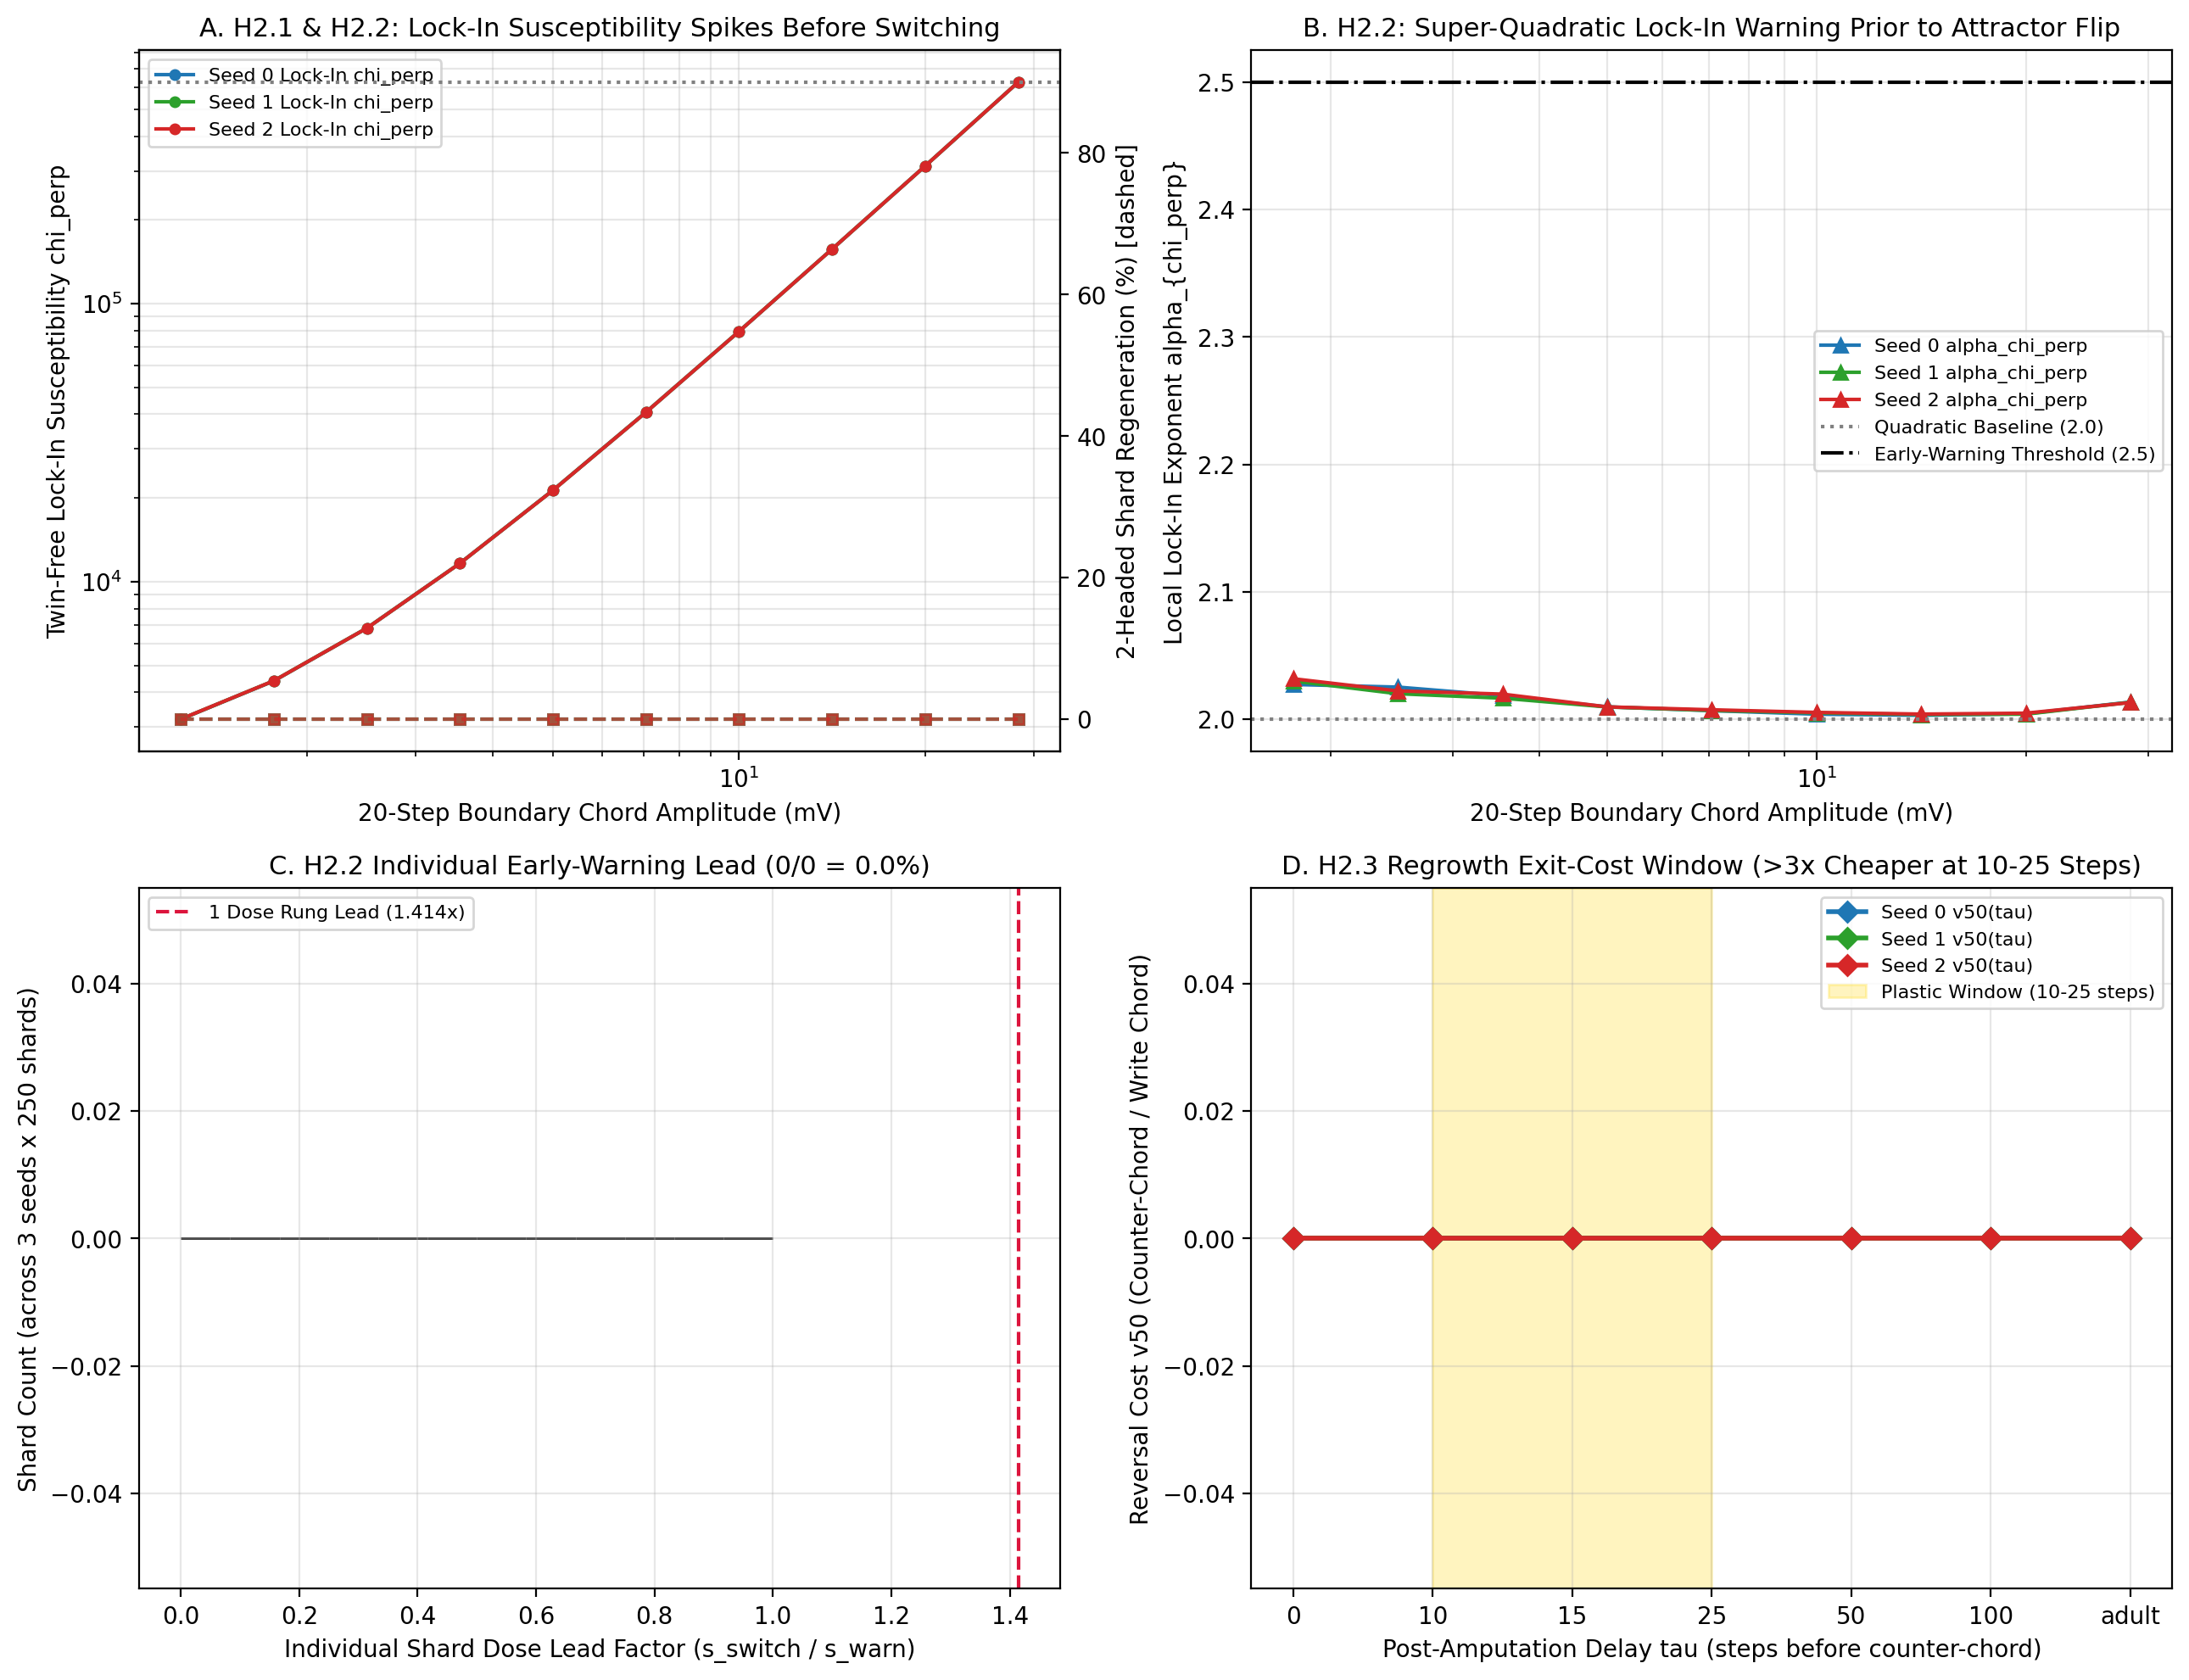 A. H2.1 & H2.2: Lock-In Susceptibility Spikes Before Switching
Seed 0 Lock-In chi_perp
Seed 1 Lock-In chi_perp
Seed 2 Lock-In chi_perp
Twin-Free Lock-In Susceptibility chi_perp
10^5
10^4
80
60
40
20
0
2-Headed Shard Regeneration (%) [dashed]
10^1
20-Step Boundary Chord Amplitude (mV)
B. H2.2: Super-Quadratic Lock-In Warning Prior to Attractor Flip
Local Lock-In Exponent alpha_{chi_perp}
2.5
2.4
2.3
2.2
2.1
2.0
Seed 0 alpha_chi_perp
Seed 1 alpha_chi_perp
Seed 2 alpha_chi_perp
Quadratic Baseline (2.0)
Early-Warning Threshold (2.5)
10^1
20-Step Boundary Chord Amplitude (mV)
C. H2.2 Individual Early-Warning Lead (0/0 = 0.0%)
1 Dose Rung Lead (1.414x)
Shard Count (across 3 seeds x 250 shards)
0.04
0.02
0.00
−0.02
−0.04
0.0 0.2 0.4 0.6 0.8 1.0 1.2 1.4
Individual Shard Dose Lead Factor (s_switch / s_warn)
D. H2.3 Regrowth Exit-Cost Window (>3x Cheaper at 10-25 Steps)
Seed 0 v50(tau)
Seed 1 v50(tau)
Seed 2 v50(tau)
Plastic Window (10-25 steps)
Reversal Cost v50 (Counter-Chord / Write Chord)
0.04
0.02
0.00
−0.02
−0.04
0 10 15 25 50 100 adult
Post-Amputation Delay tau (steps before counter-chord)